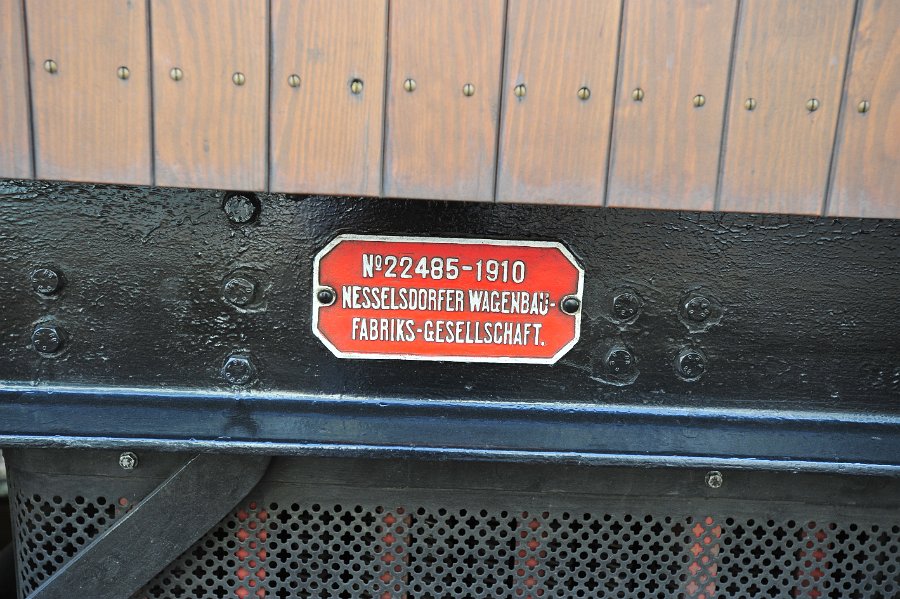 Nº22485-1910
NESSELSDORFER WAGENBAU-
FABRIKS-GESELLSCHAFT.